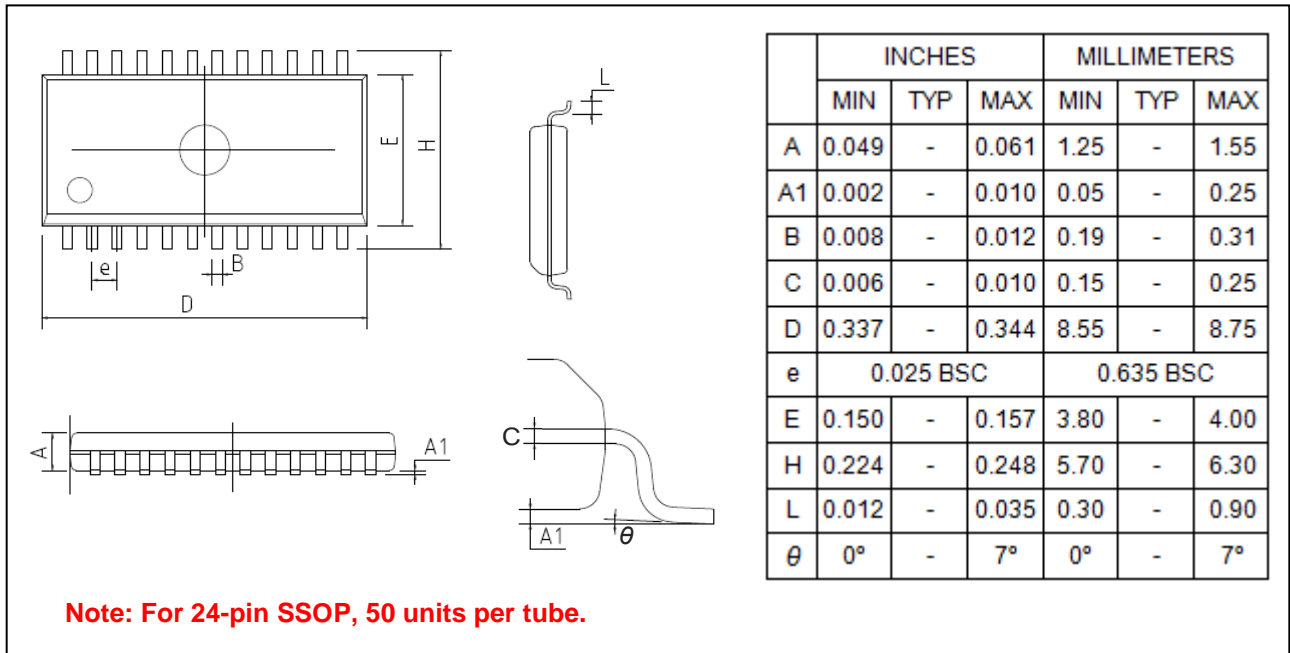 L
E
H
e
B
D
A
A1
C
A1
θ
INCHES MILLIMETERS
MIN TYP MAX MIN TYP MAX
A 0.049 - 0.061 1.25 - 1.55
A1 0.002 - 0.010 0.05 - 0.25
B 0.008 - 0.012 0.19 - 0.31
C 0.006 - 0.010 0.15 - 0.25
D 0.337 - 0.344 8.55 - 8.75
e 0.025 BSC 0.635 BSC
E 0.150 - 0.157 3.80 - 4.00
H 0.224 - 0.248 5.70 - 6.30
L 0.012 - 0.035 0.30 - 0.90
θ 0° - 7° 0° - 7°
Note: For 24-pin SSOP, 50 units per tube.